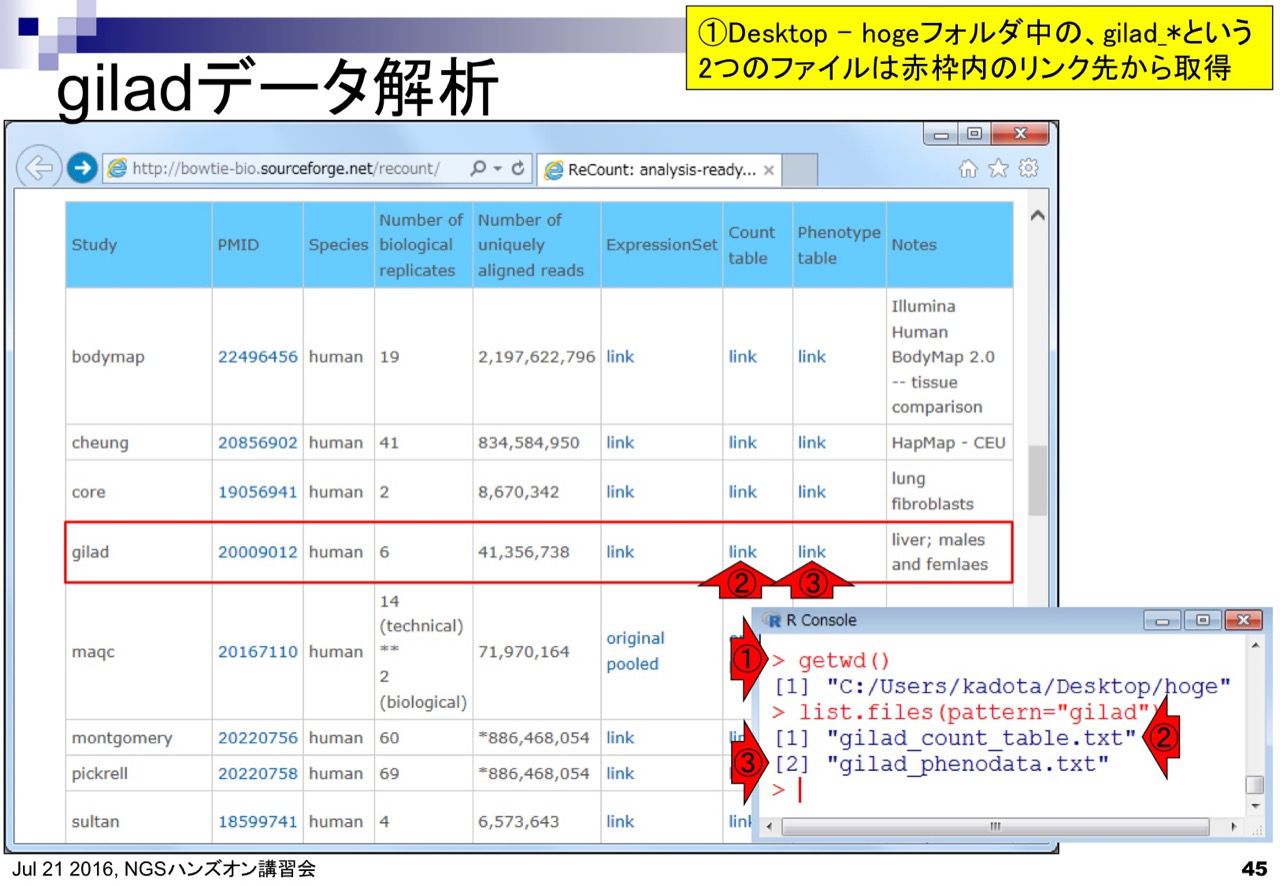 ①Desktop – hogeフォルダ中の、gilad_*という
2つのファイルは赤枠内のリンク先から取得
giladデータ解析
http://bowtie-bio.sourceforge.net/recount/
ReCount: analysis-ready...
Study PMID Species Number of biological replicates Number of uniquely aligned reads ExpressionSet Count table Phenotype table Notes
bodymap 22496456 human 19 2,197,622,796 link link link Illumina Human BodyMap 2.0 -- tissue comparison
cheung 20856902 human 41 834,584,950 link link link HapMap - CEU
core 19056941 human 2 8,670,342 link link link lung fibroblasts
gilad 20009012 human 6 41,356,738 link link link liver; males and femlaes
② ③
maqc 20167110 human 14 (technical) ** 2 (biological) 71,970,164 original pooled
montgomery 20220756 human 60 *886,468,054 link
pickrell 20220758 human 69 *886,468,054 link
sultan 18599741 human 4 6,573,643 link
R Console
① > getwd()
[1] "C:/Users/kadota/Desktop/hoge"
> list.files(pattern="gilad")
[1] "gilad_count_table.txt" ②
③ [2] "gilad_phenodata.txt"
>
Jul 21 2016, NGSハンズオン講習会
45